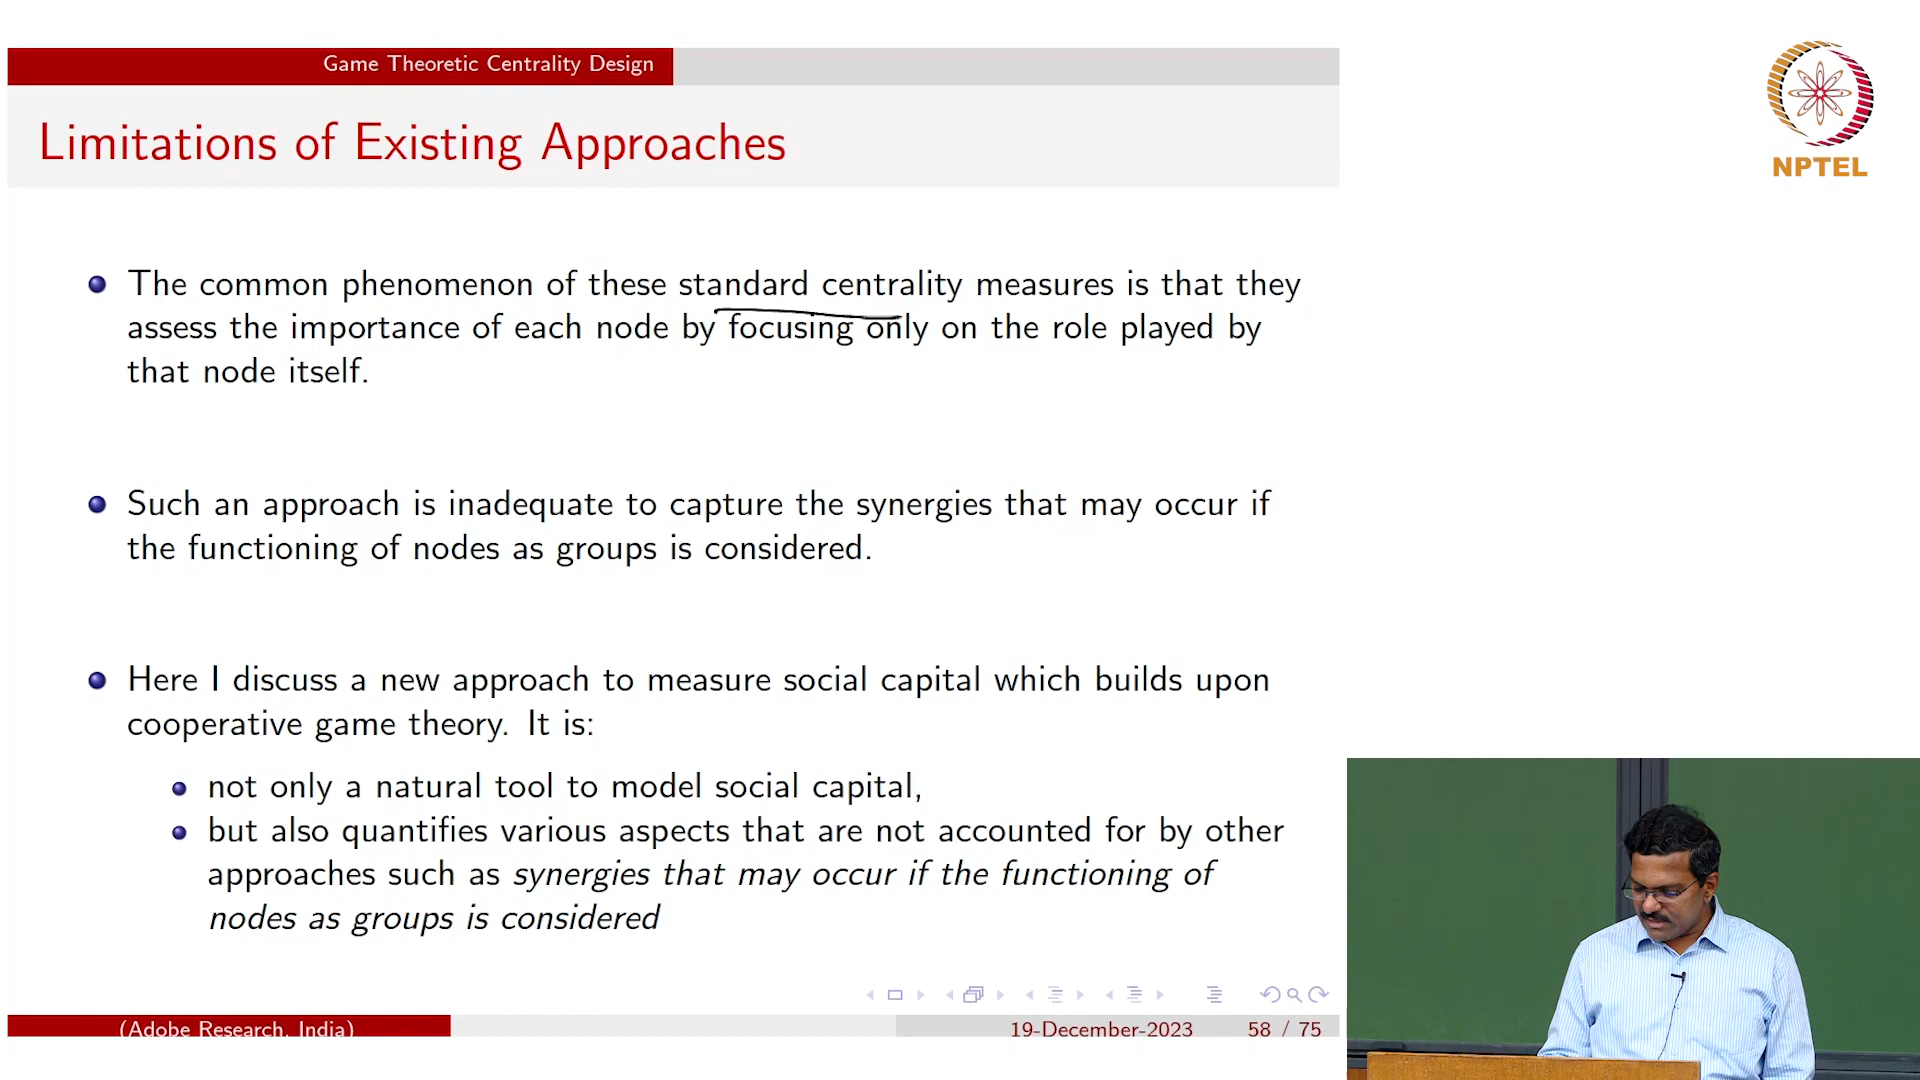 Game Theoretic Centrality Design
Limitations of Existing Approaches
The common phenomenon of these standard centrality measures is that they
assess the importance of each node by focusing only on the role played by
that node itself.
Such an approach is inadequate to capture the synergies that may occur if
the functioning of nodes as groups is considered.
Here I discuss a new approach to measure social capital which builds upon
cooperative game theory. It is:
not only a natural tool to model social capital,
but also quantifies various aspects that are not accounted for by other
approaches such as synergies that may occur if the functioning of
nodes as groups is considered
(Adobe Research, India)
19-December-2023
58 / 75
NPTEL